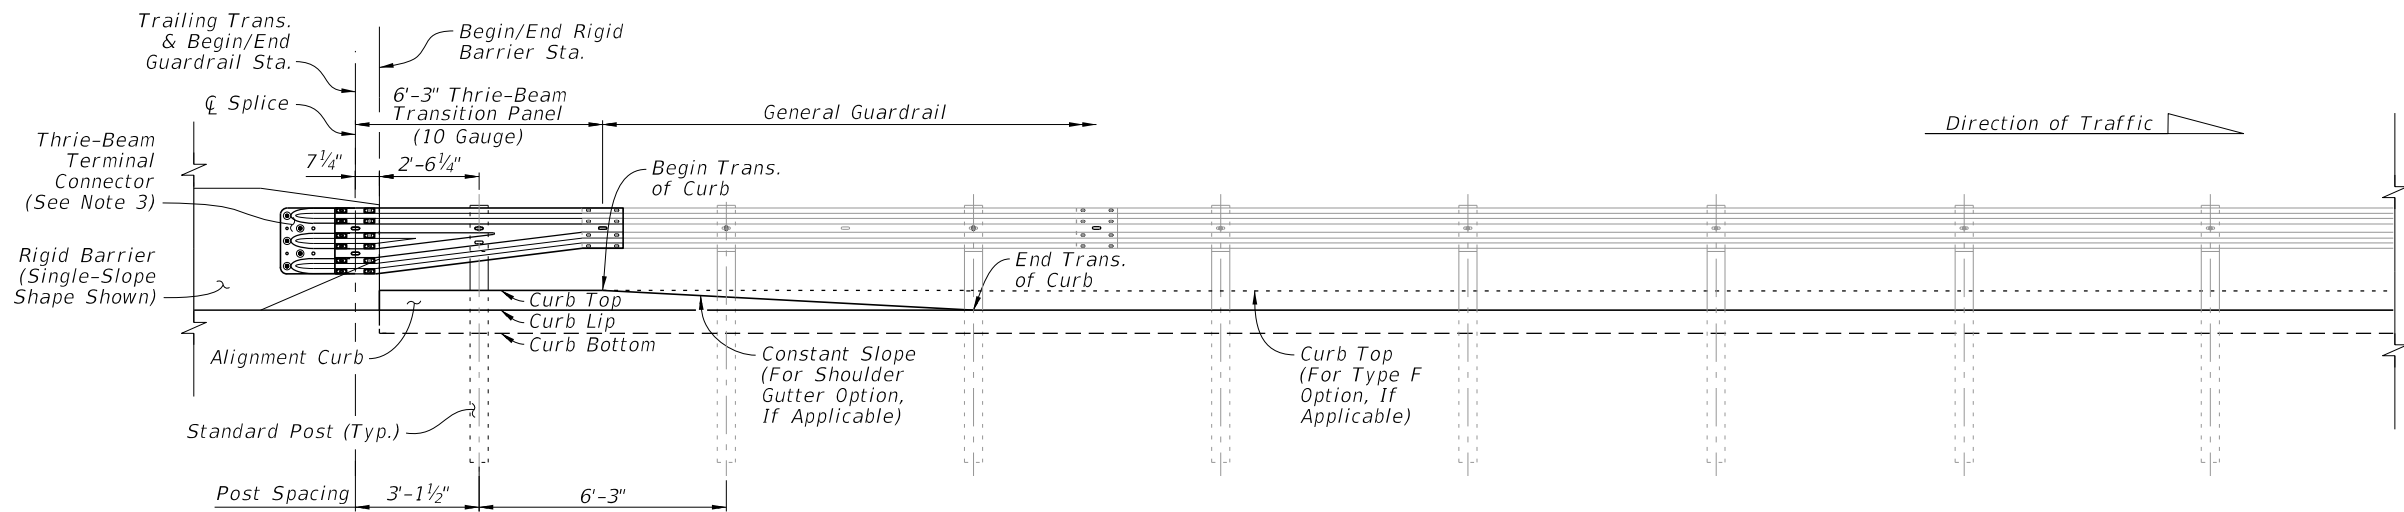 Trailing Trans.
& Begin/End
Guardrail Sta.
Begin/End Rigid
Barrier Sta.
℄ Splice
6'-3" Thrie-Beam
Transition Panel
(10 Gauge)
General Guardrail
Direction of Traffic
Thrie-Beam
Terminal
Connector
(See Note 3)
7¼"
2'-6¼"
Begin Trans.
of Curb
Rigid Barrier
(Single-Slope
Shape Shown)
End Trans.
of Curb
Curb Top
Curb Lip
Curb Bottom
Alignment Curb
Constant Slope
(For Shoulder
Gutter Option,
If Applicable)
Curb Top
(For Type F
Option, If
Applicable)
Standard Post (Typ.)
Post Spacing
3'-1½"
6'-3"